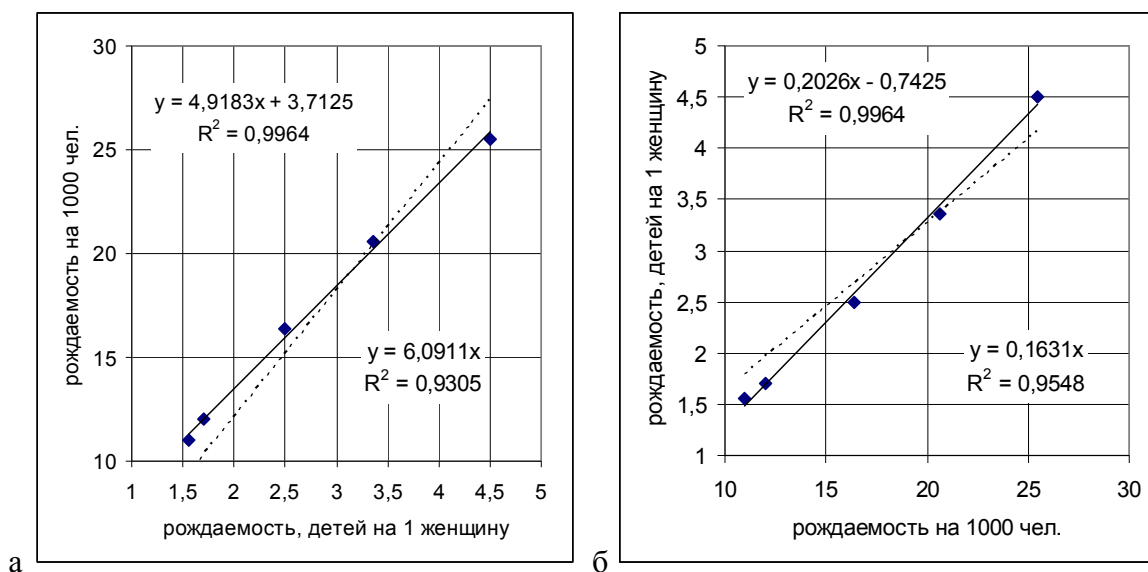 30
25
20
15
10
рождаемость на 1000 чел.
y = 4,9183x + 3,7125
R² = 0,9964
y = 6,0911x
R² = 0,9305
1 1,5 2 2,5 3 3,5 4 4,5 5
рождаемость, детей на 1 женщину
а
5
4,5
4
3,5
3
2,5
2
1,5
1
рождаемость, детей на 1 женщину
y = 0,2026x - 0,7425
R² = 0,9964
y = 0,1631x
R² = 0,9548
10 15 20 25 30
рождаемость на 1000 чел.
б